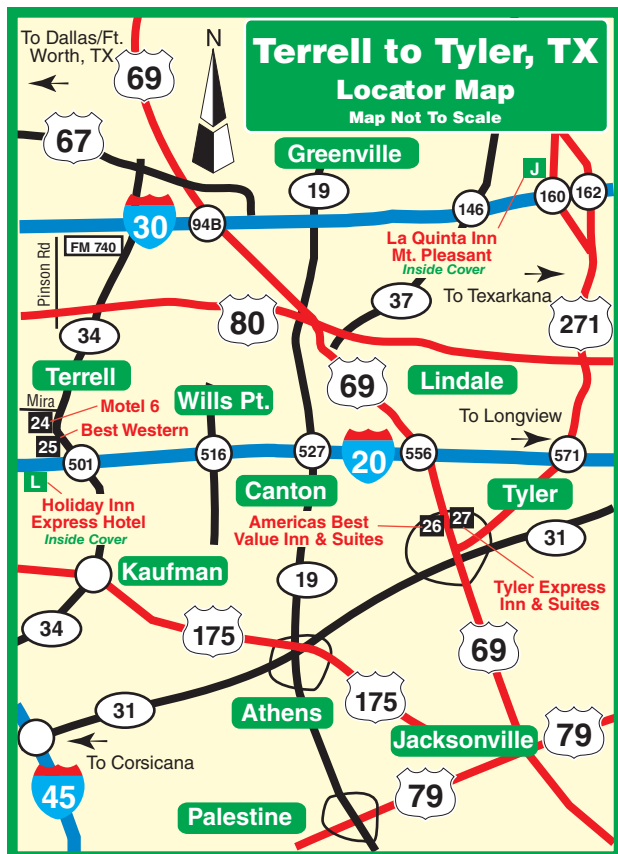 To Dallas/Ft.
Worth, TX
N
Terrell to Tyler, TX
Locator Map
Map Not To Scale
69
67
Greenville
J
19
146
160
162
30
94B
FM 740
La Quinta Inn
Mt. Pleasant
Inside Cover
Pinson Rd
To Texarkana
37
34
80
271
Terrell
69
Lindale
Wills Pt.
Mira
24
Motel 6
To Longview
25
Best Western
501
516
527
20
556
571
L
Holiday Inn
Express Hotel
Inside Cover
Canton
Tyler
Americas Best
Value Inn & Suites
26
27
31
Kaufman
19
Tyler Express
Inn & Suites
34
175
69
175
31
Athens
79
Jacksonville
To Corsicana
45
79
Palestine